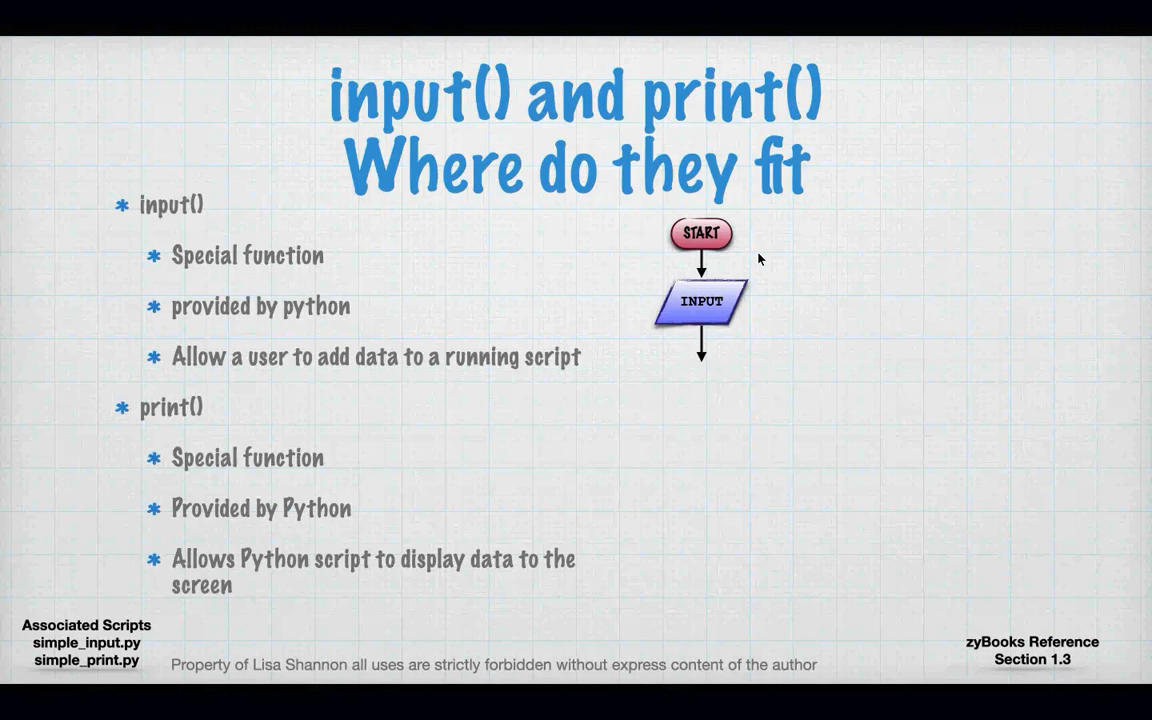 input() and print()
Where do they fit
input()
Special function
provided by python
Allow a user to add data to a running script
print()
Special function
Provided by Python
Allows Python script to display data to the
screen
START
INPUT
Associated Scripts
simple_input.py
simple_print.py
Property of Lisa Shannon all uses are strictly forbidden without express content of the author
zyBooks Reference
Section 1.3